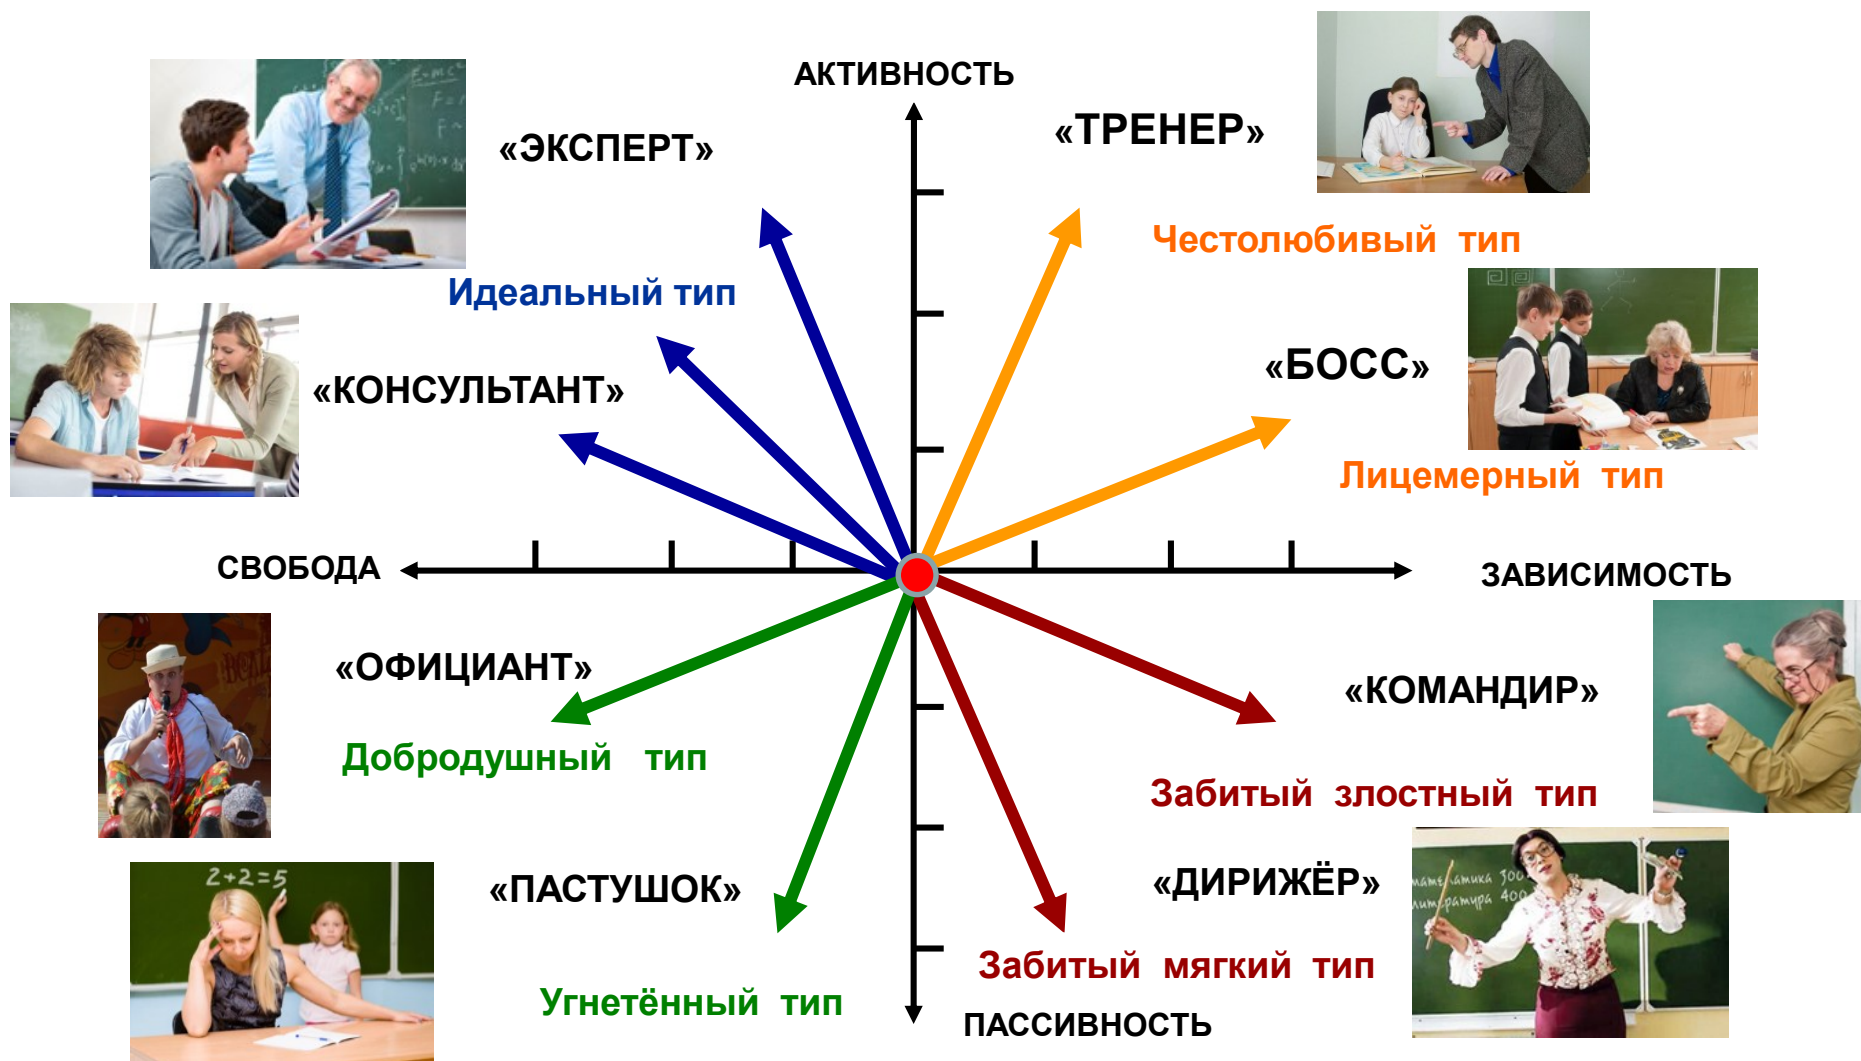 АКТИВНОСТЬ
«ЭКСПЕРТ»
«ТРЕНЕР»
Честолюбивый тип
Идеальный тип
«КОНСУЛЬТАНТ»
«БОСС»
Лицемерный тип
СВОБОДА
ЗАВИСИМОСТЬ
«ОФИЦИАНТ»
«КОМАНДИР»
Добродушный тип
Забитый злостный тип
2+2=5
«ПАСТУШОК»
«ДИРИЖЁР»
Забитый мягкий тип
Угнетённый тип
ПАССИВНОСТЬ